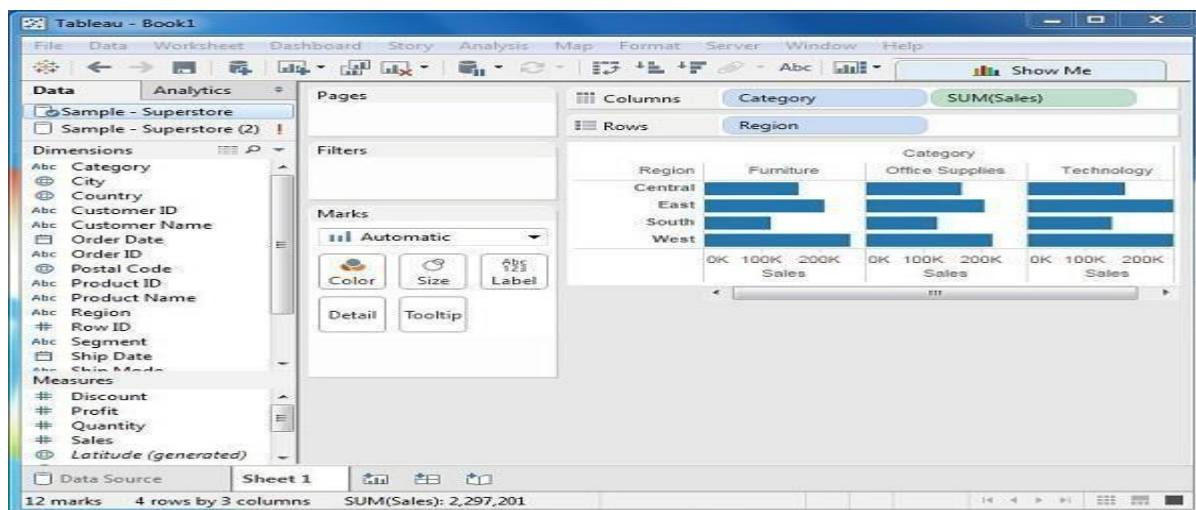 Tableau - Book1
File Data Worksheet Dashboard Story Analysis Map Format Server Window Help
Abc Show Me
Data Analytics
Sample - Superstore
Sample - Superstore (2) !
Dimensions
Abc Category
City
Country
Abc Customer ID
Abc Customer Name
Order Date
Abc Order ID
Postal Code
Abc Product ID
Abc Product Name
Abc Region
# Row ID
Abc Segment
Ship Date
Abc Ship Mode
Measures
# Discount
# Profit
# Quantity
# Sales
Latitude (generated)
Pages
Filters
Marks
Automatic
Color Size Abc 123 Label
Detail Tooltip
Columns Category SUM(Sales)
Rows Region
Category
Region Furniture Office Supplies Technology
Central
East
South
West
0K 100K 200K 0K 100K 200K 0K 100K 200K
Sales Sales Sales
Data Source Sheet 1
12 marks 4 rows by 3 columns SUM(Sales): 2,297,201